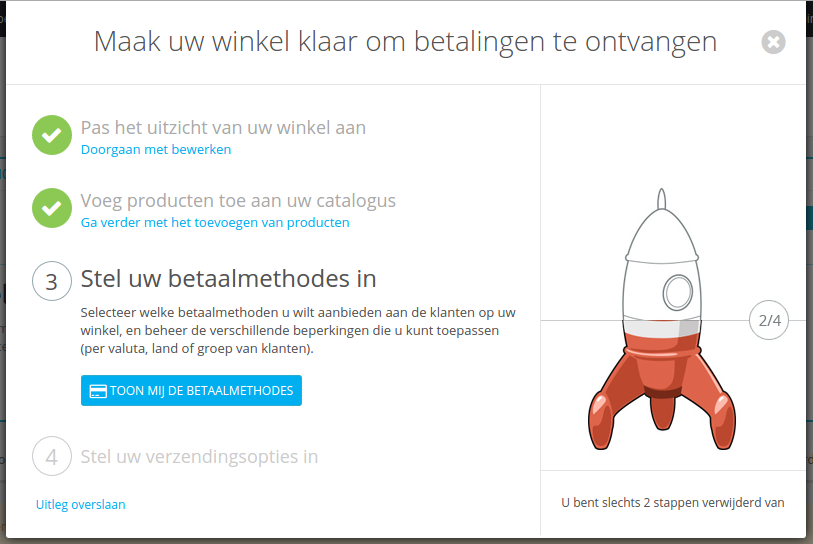 Maak uw winkel klaar om betalingen te ontvangen
Pas het uitzicht van uw winkel aan
Doorgaan met bewerken
Voeg producten toe aan uw catalogus
Ga verder met het toevoegen van producten
3
Stel uw betaalmethodes in
Selecteer welke betaalmethoden u wilt aanbieden aan de klanten op uw
winkel, en beheer de verschillende beperkingen die u kunt toepassen
(per valuta, land of groep van klanten).
TOON MIJ DE BETAALMETHODES
4
Stel uw verzendingsopties in
Uitleg overslaan
2/4
U bent slechts 2 stappen verwijderd van